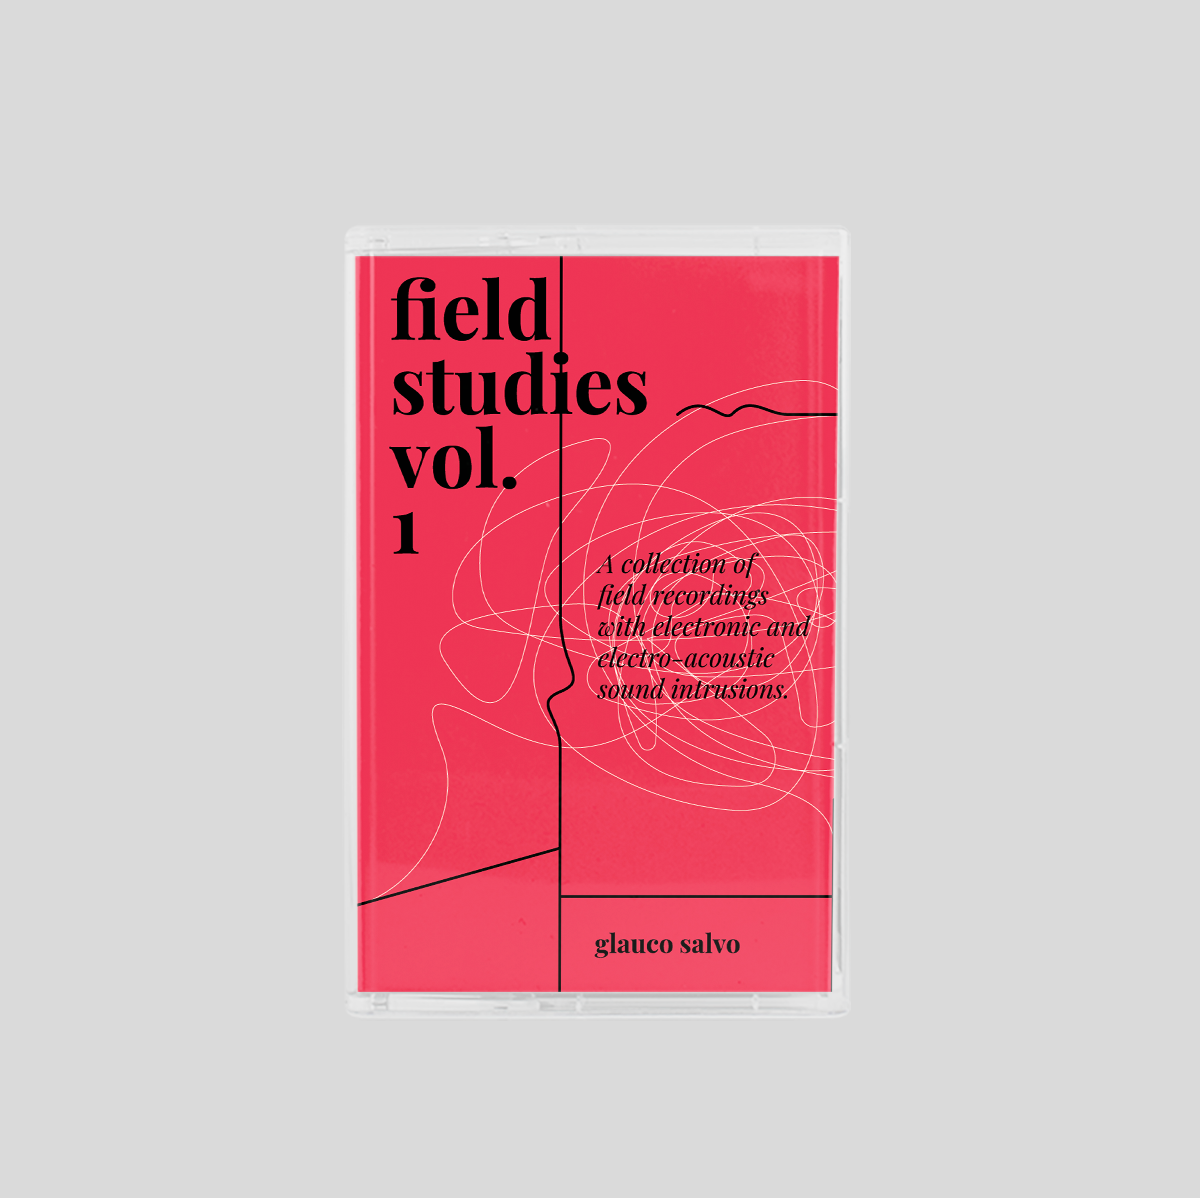 field
studies
vol.
1
A collection of
field recordings
with electronic and
electro-acoustic
sound intrusions.
glauco salvo